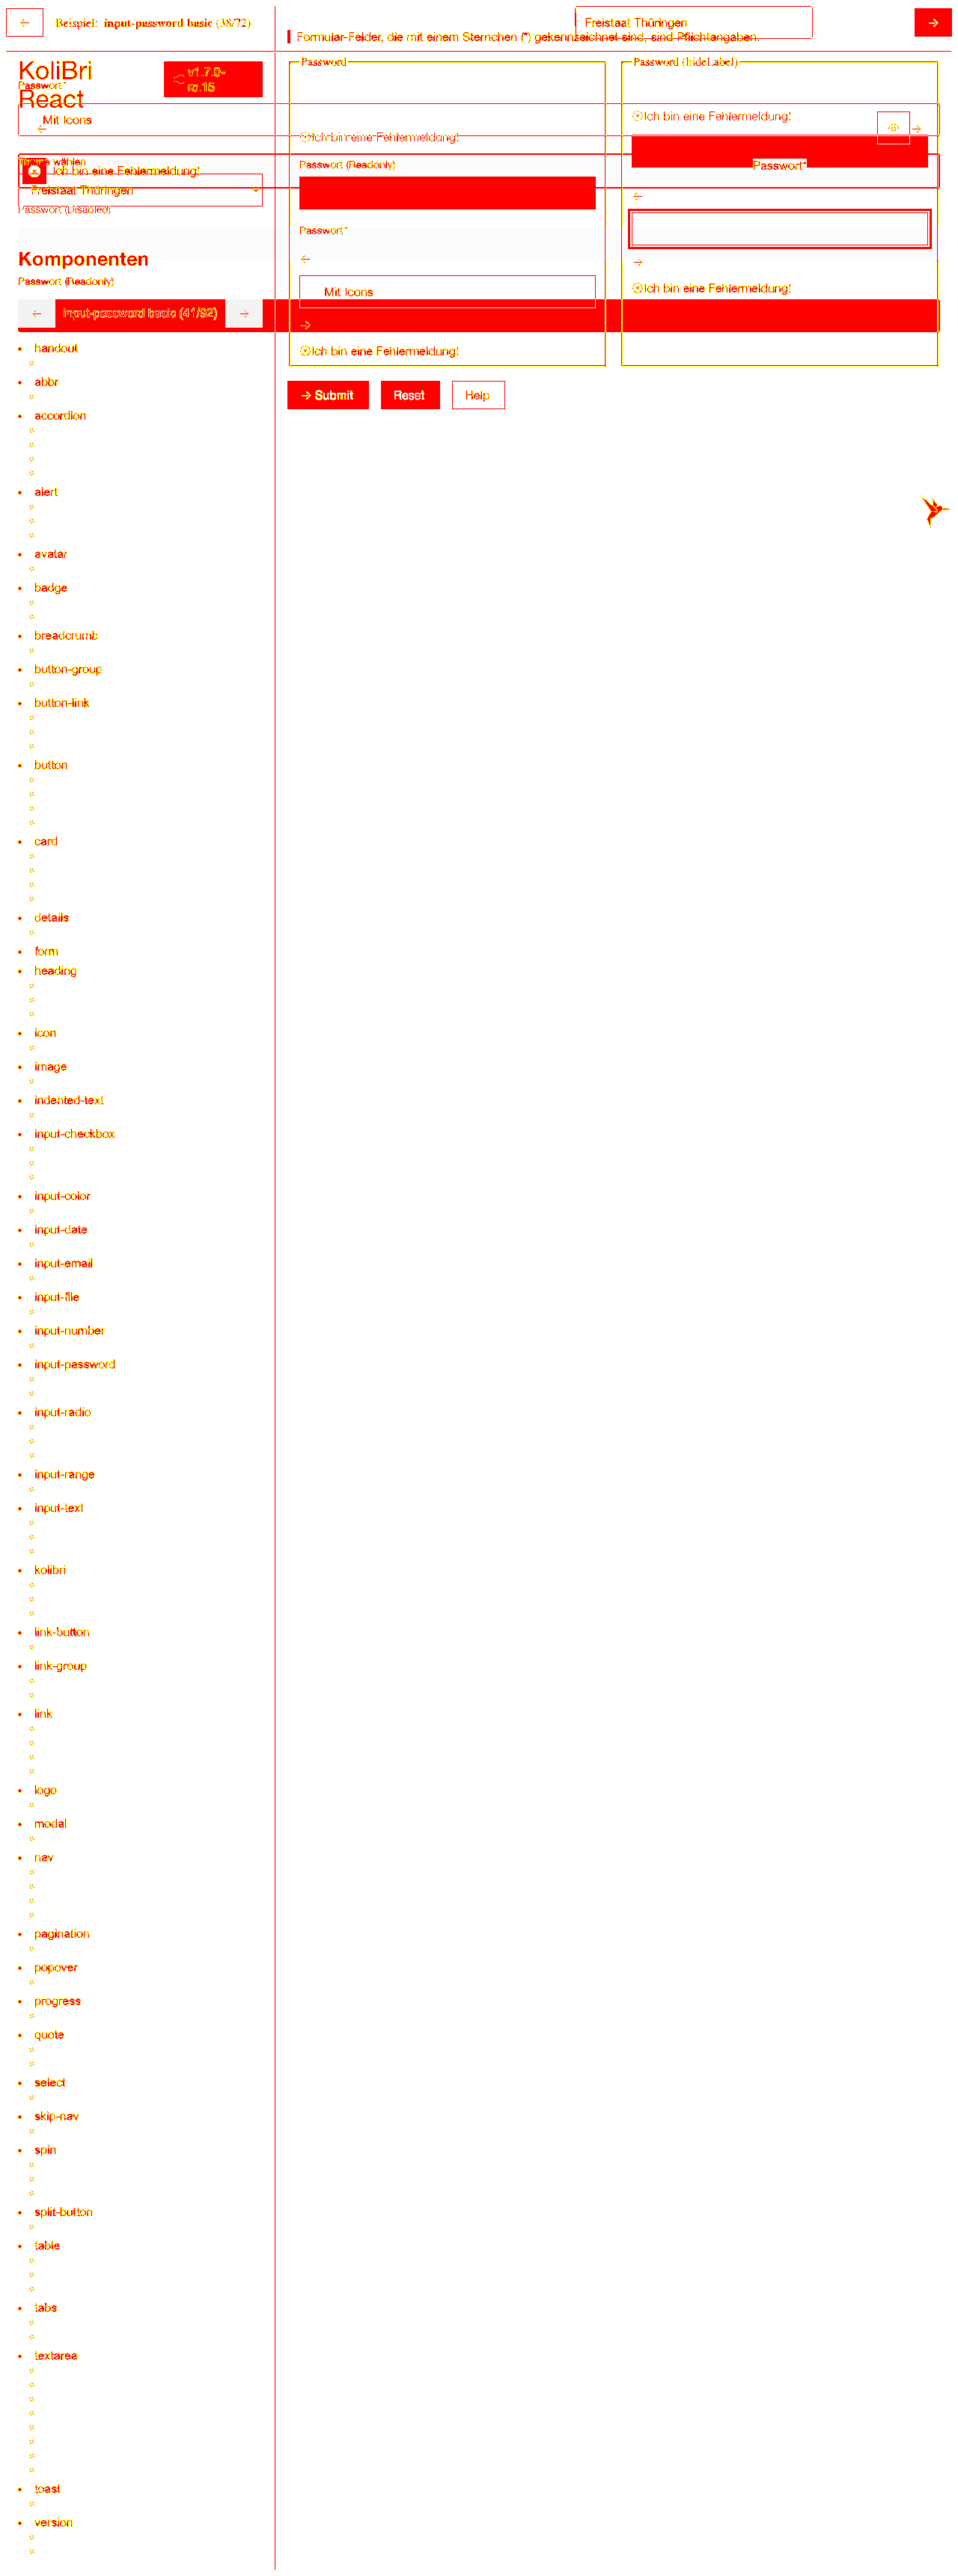 ← Beispiel: input-password basic (38/72)
Freistaat Thüringen
→
Formular-Felder, die mit einem Sternchen (*) gekennzeichnet sind, sind Pflichtangaben.
KoliBri
React
v1.7.0-
rc.15
Passwort*
Mit Icons
←
→
Ich bin eine Fehlermeldung!
Freistaat Thüringen
Passwort (Disabled)
Komponenten
Passwort (Readonly)
← input-password basic (41/82) →
Password
Ich bin eine Fehlermeldung!
Passwort (Readonly)
Passwort*
←
Mit Icons
→
Ich bin eine Fehlermeldung!
Password (hideLabel)
Ich bin eine Fehlermeldung!
Passwort*
←
→
Ich bin eine Fehlermeldung!
→ Submit
Reset
Help
• handout
• abbr
• accordion
• alert
• avatar
• badge
• breadcrumb
• button-group
• button-link
• button
• card
• details
• form
• heading
• icon
• image
• indented-text
• input-checkbox
• input-color
• input-date
• input-email
• input-file
• input-number
• input-password
• input-radio
• input-range
• input-text
• kolibri
• link-button
• link-group
• link
• logo
• modal
• nav
• pagination
• popover
• progress
• quote
• select
• skip-nav
• spin
• split-button
• table
• tabs
• textarea
• toast
• version